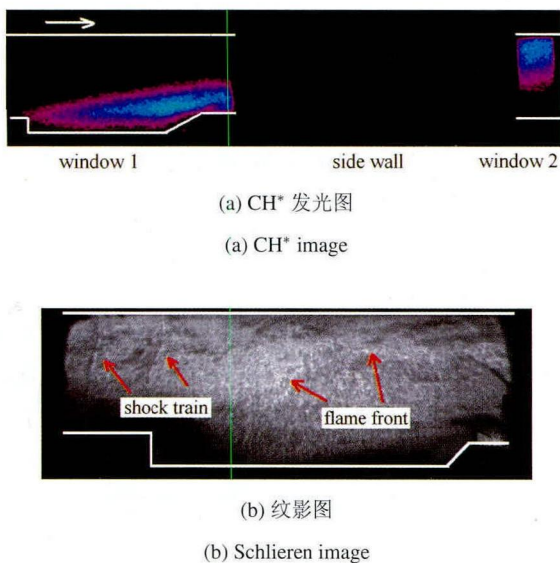 window 1 side wall window 2
(a) CH* 发光图
(a) CH* image
shock train
flame front
(b) 纹影图
(b) Schlieren image